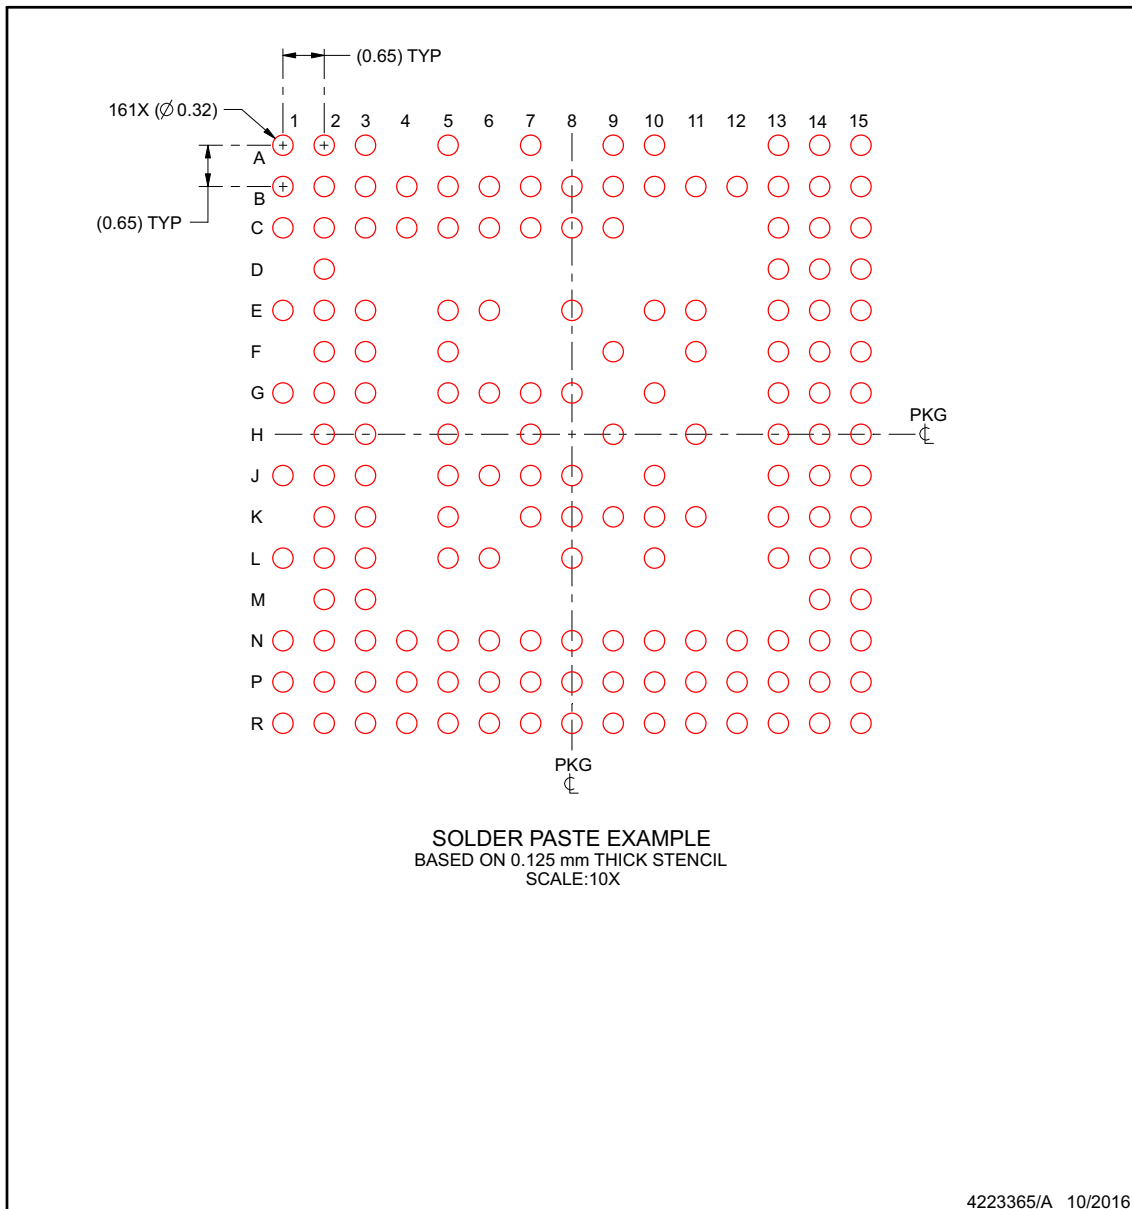 (0.65) TYP
161X (∅ 0.32)
1 2 3 4 5 6 7 8 9 10 11 12 13 14 15
A
B
(0.65) TYP
C
D
E
F
G
PKG
H
J
K
L
M
N
P
R
PKG
SOLDER PASTE EXAMPLE
BASED ON 0.125 mm THICK STENCIL
SCALE:10X
4223365/A 10/2016